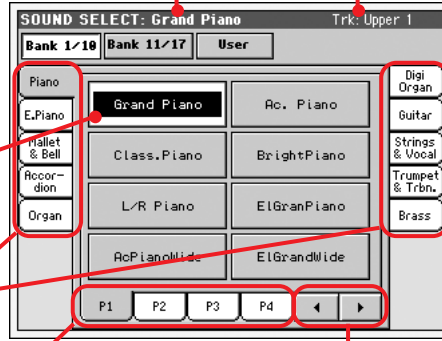 SOUND SELECT: Grand Piano Trk: Upper 1
Bank 1/10 Bank 11/17 User
Piano
E.Piano
Mallet
& Bell
Accor-
dion
Organ
Grand Piano Ac. Piano
Class.Piano BrightPiano
L/R Piano ElGranPiano
AcPianoWide ElGrandWide
Digi
Organ
Guitar
Strings
& Vocal
Trumpet
& Trbn.
Brass
P1 P2 P3 P4